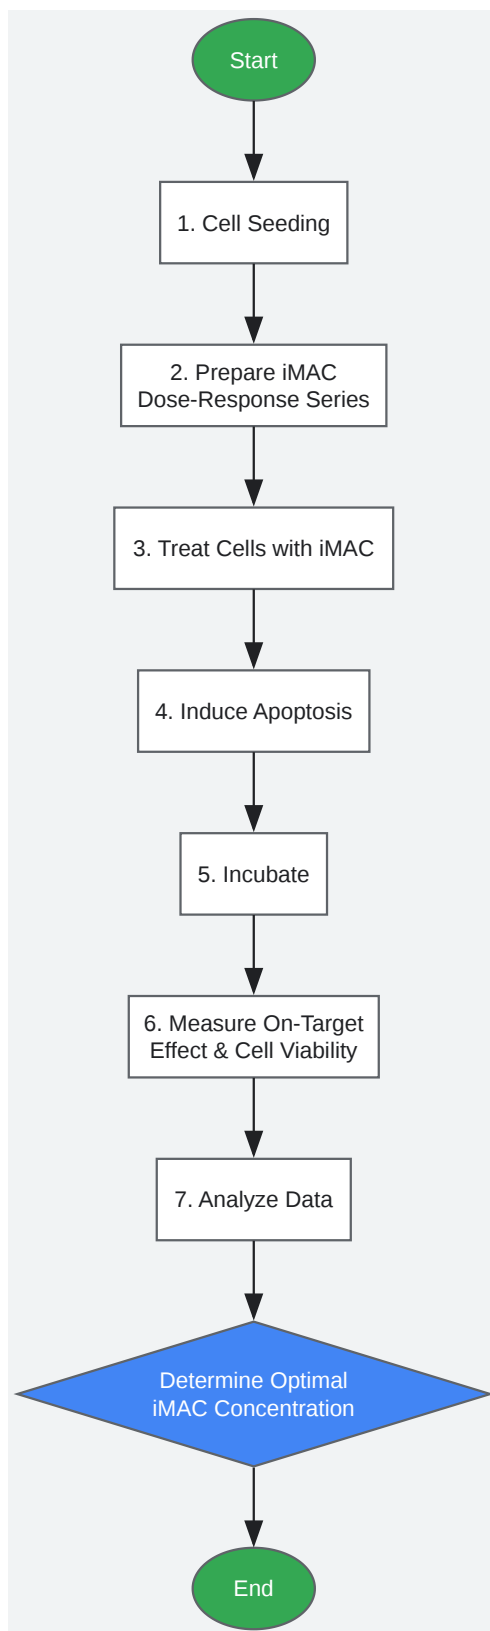 Start
1. Cell Seeding
2. Prepare iMAC
Dose-Response Series
3. Treat Cells with iMAC
4. Induce Apoptosis
5. Incubate
6. Measure On-Target
Effect & Cell Viability
7. Analyze Data
Determine Optimal
iMAC Concentration
End